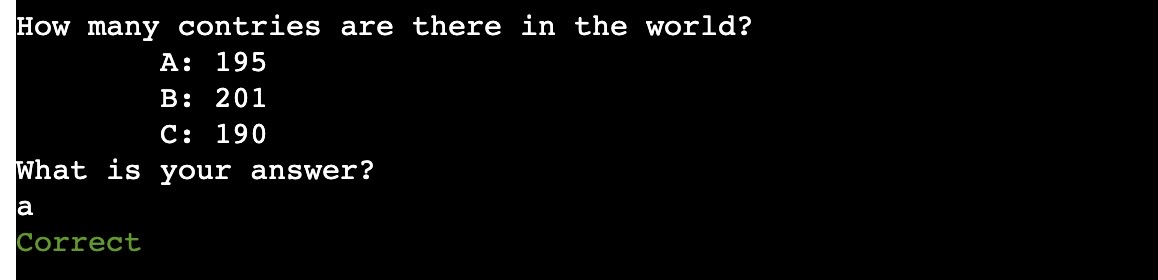 How many contries are there in the world?
A: 195
B: 201
C: 190
What is your answer?
a
Correct